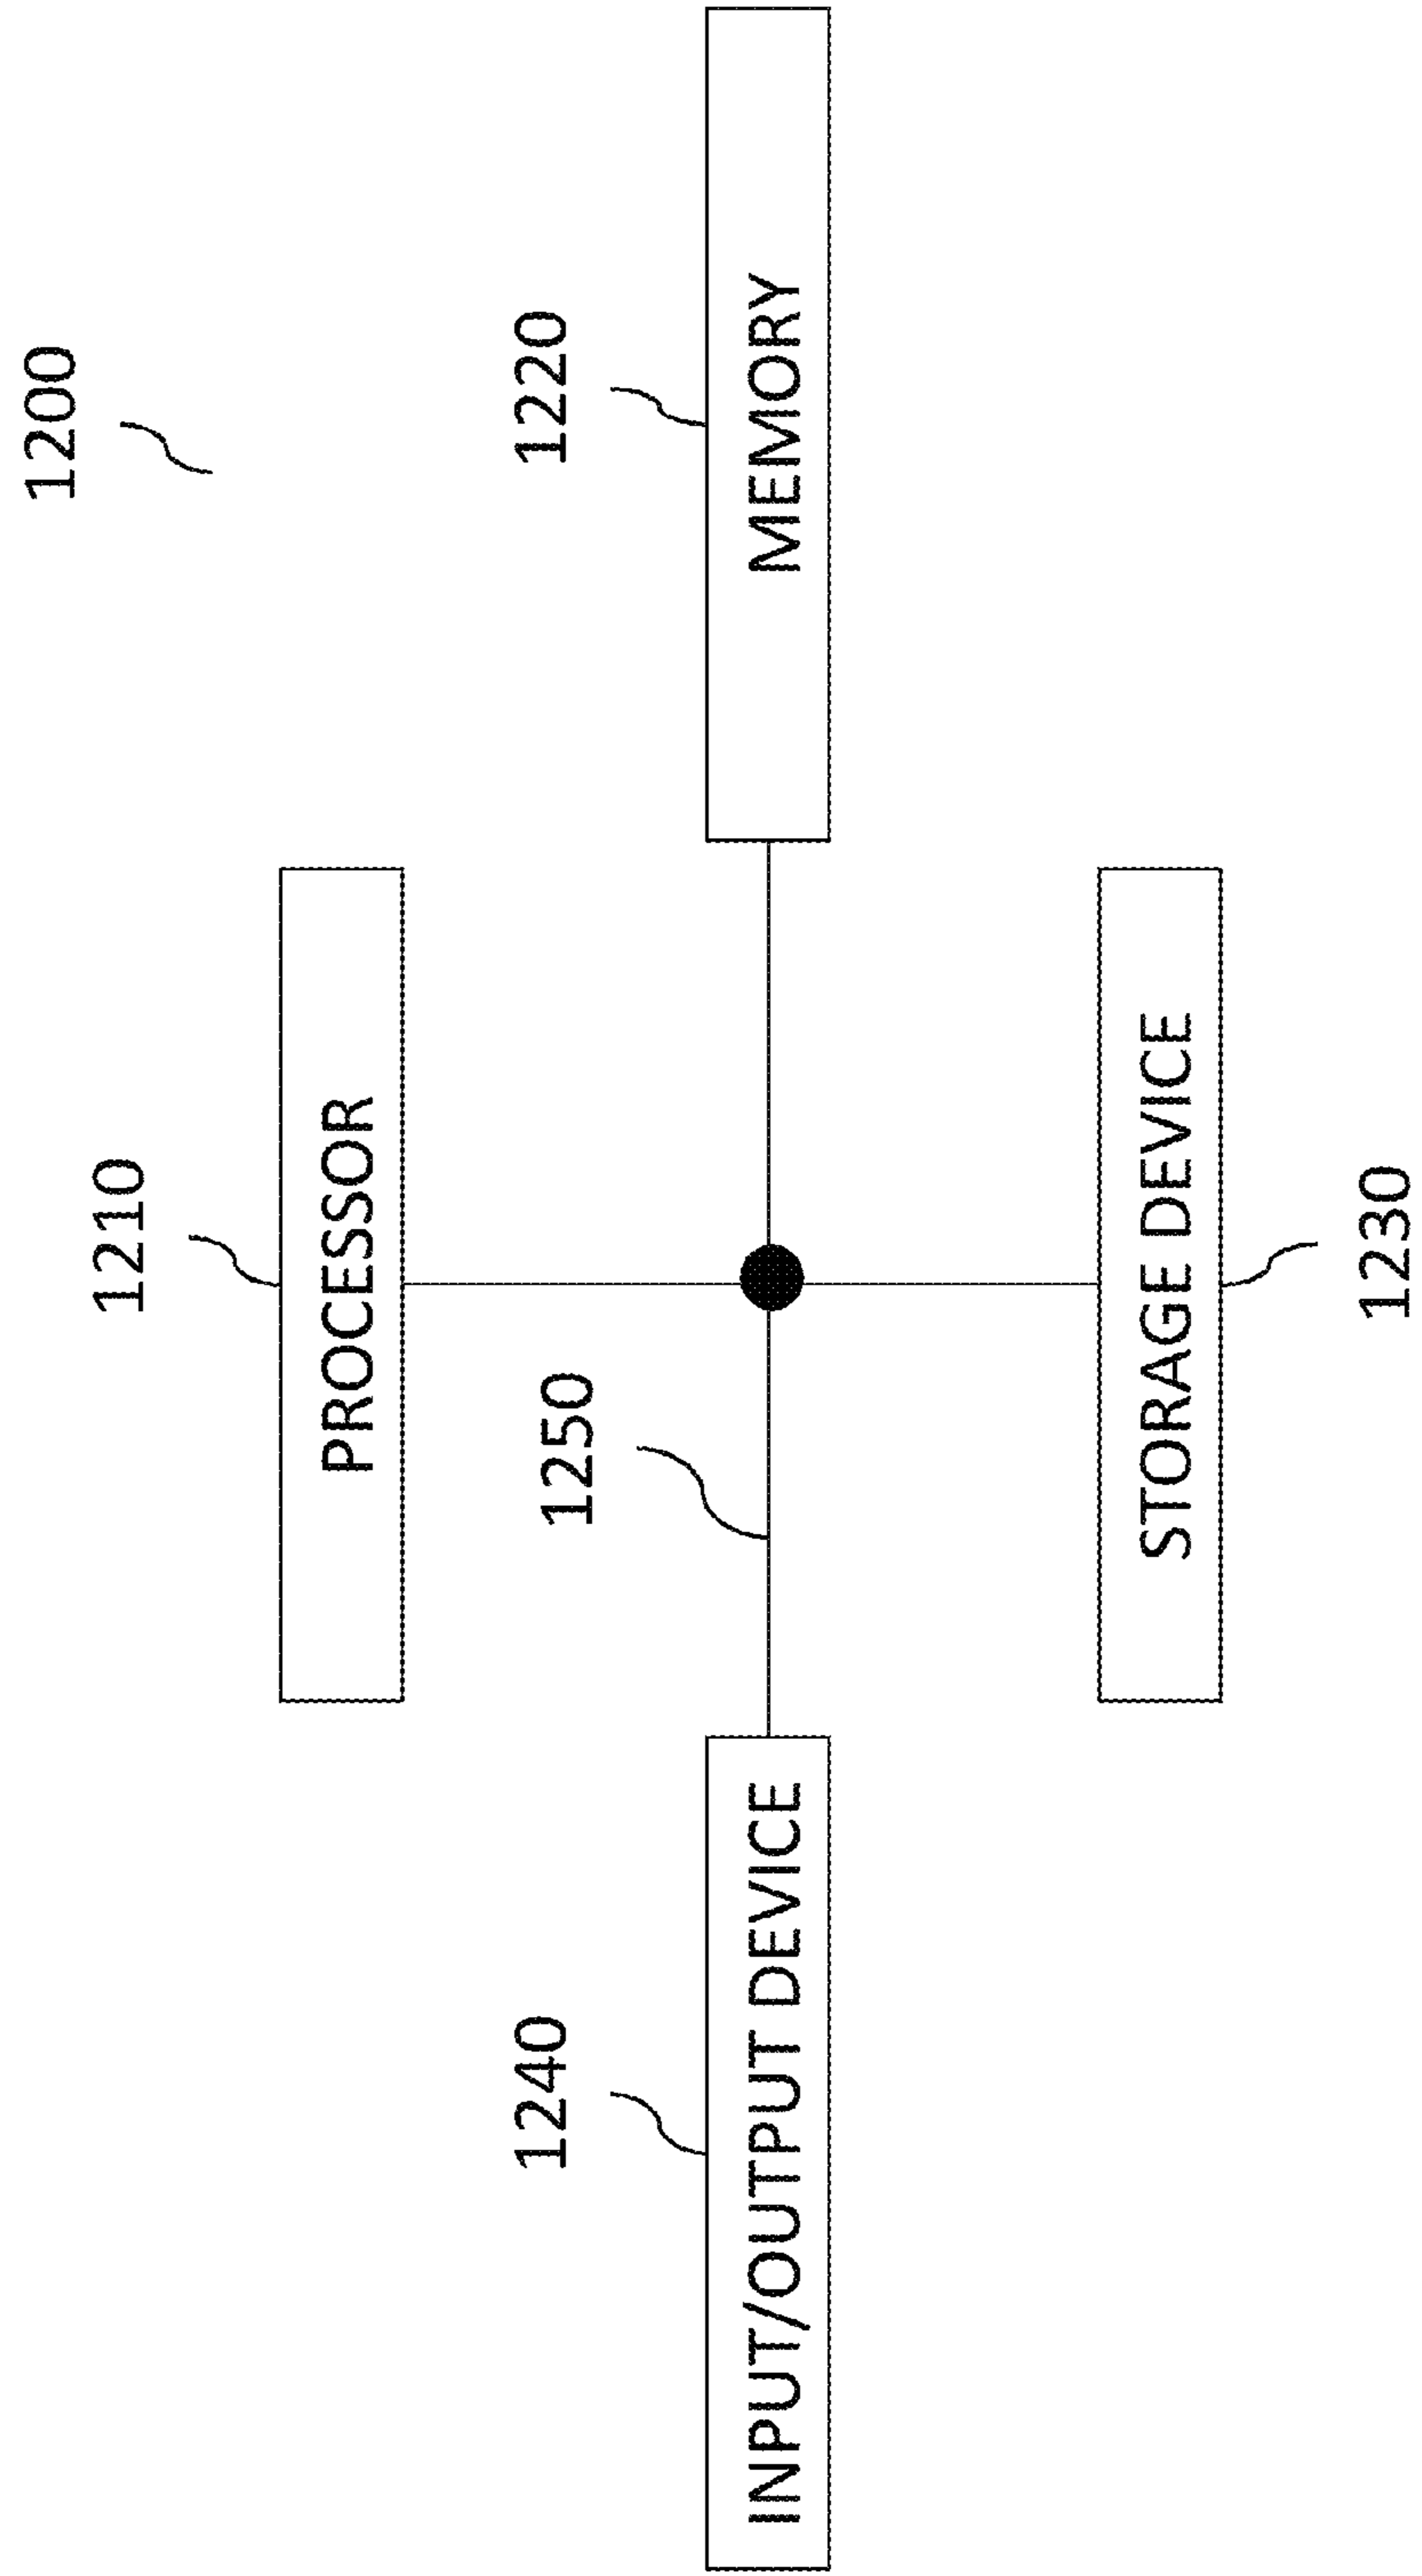 1200
1210
PROCESSOR
1240
INPUT/OUTPUT DEVICE
1250
1220
MEMORY
STORAGE DEVICE
1230